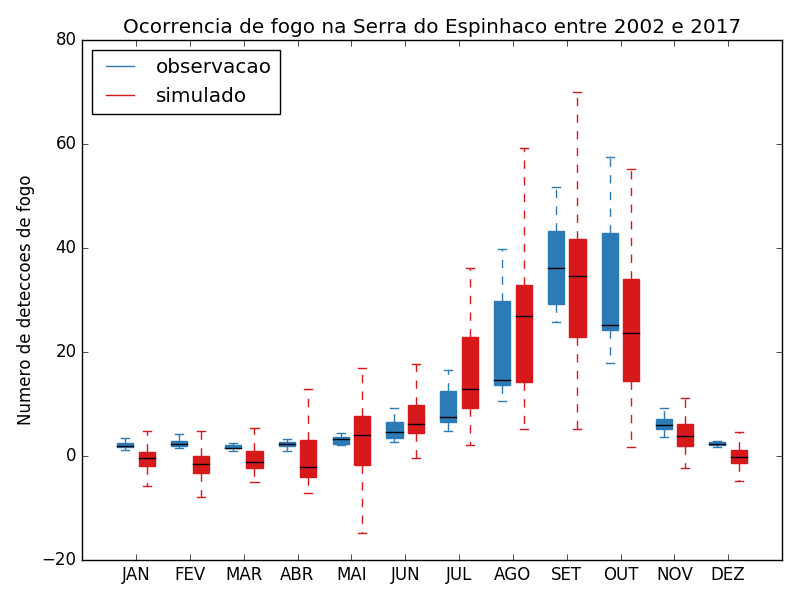 Ocorrencia de fogo na Serra do Espinhaco entre 2002 e 2017
observacao
simulado
Numero de deteccoes de fogo
80
60
40
20
0
−20
JAN FEV MAR ABR MAI JUN JUL AGO SET OUT NOV DEZ